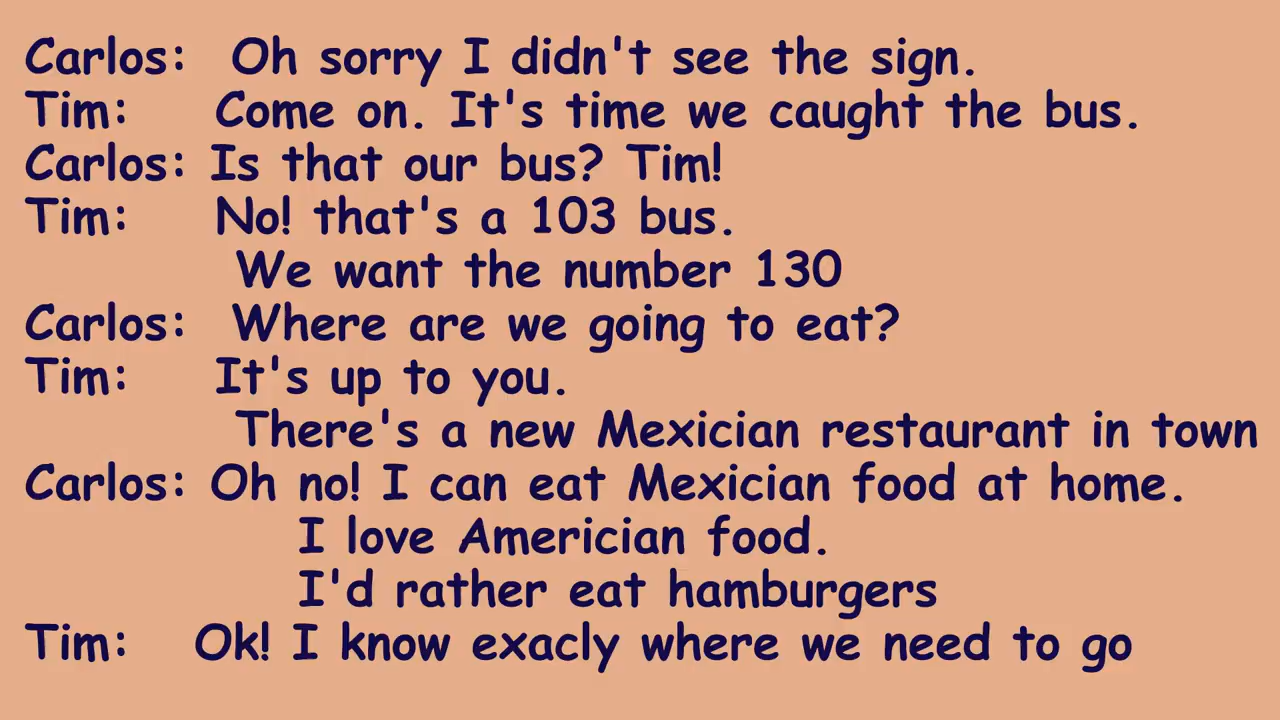 Carlos: Oh sorry I didn't see the sign.
Tim: Come on. It's time we caught the bus.
Carlos: Is that our bus? Tim!
Tim: No! that's a 103 bus.
We want the number 130
Carlos: Where are we going to eat?
Tim: It's up to you.
There's a new Mexician restaurant in town
Carlos: Oh no! I can eat Mexician food at home.
I love Americian food.
I'd rather eat hamburgers
Tim: Ok! I know exacly where we need to go